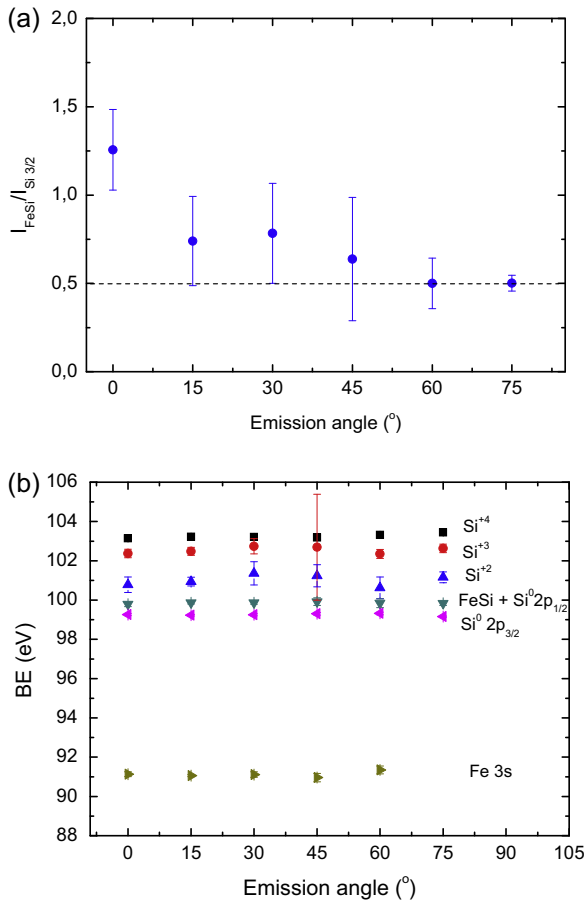 (a)
2,0
1,5
1,0
0,5
0,0
I_FeSi/I_Si 3/2
0 15 30 45 60 75
Emission angle (°)
(b)
106
104
102
100
98
96
94
92
90
88
BE (eV)
Si+4
Si+3
Si+2
FeSi + Si0 2p1/2
Si0 2p3/2
Fe 3s
0 15 30 45 60 75 90 105
Emission angle (°)